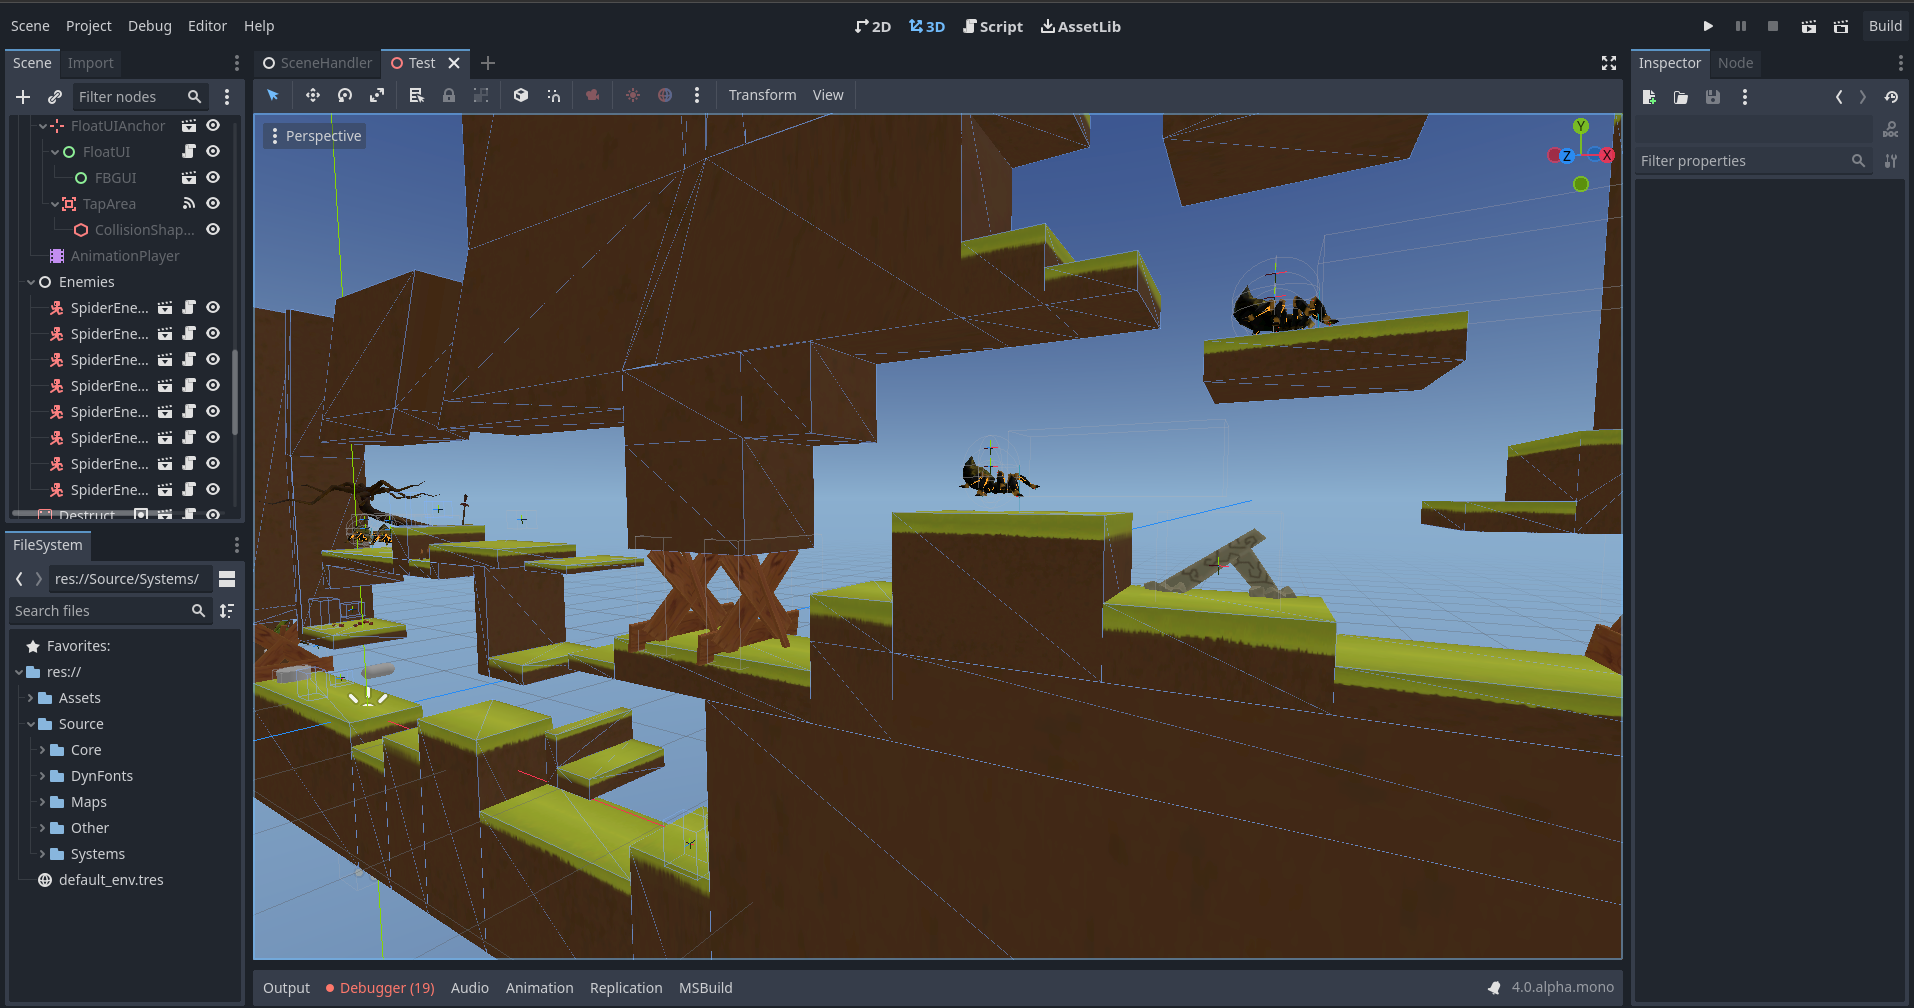 Scene Project Debug Editor Help
2D 3D Script AssetLib
Build
Scene Import
SceneHandler Test
Inspector Node
Filter nodes
Transform View
Perspective
Y
Z X
Filter properties
FloatUIAnchor
FloatUI
FBGUI
TapArea
CollisionShap...
AnimationPlayer
Enemies
SpiderEne...
SpiderEne...
SpiderEne...
SpiderEne...
SpiderEne...
SpiderEne...
SpiderEne...
SpiderEne...
Destruct
FileSystem
res://Source/Systems/
Search files
Favorites:
res://
Assets
Source
Core
DynFonts
Maps
Other
Systems
default_env.tres
Output Debugger (19) Audio Animation Replication MSBuild
4.0.alpha.mono